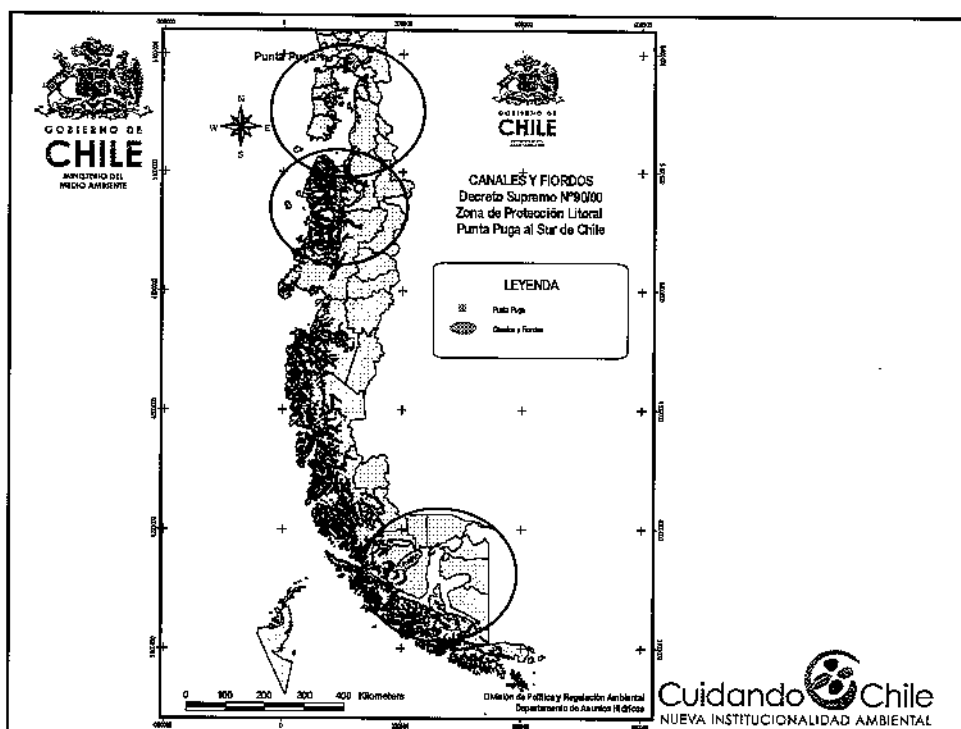 Punta Puga
GOBIERNO DE
CHILE
MINISTERIO DEL
MEDIO AMBIENTE
N
W E
S
GOBIERNO DE
CHILE
CANALES Y FIORDOS
Decreto Supremo N°90/00
Zona de Protección Litoral
Punta Puga al Sur de Chile
LEYENDA
Punta Puga
Canales y Fiordos
0 100 200 300 400 Kilometers
División de Política y Regulación Ambiental
Departamento de Asuntos Hídricos
Cuidando Chile
NUEVA INSTITUCIONALIDAD AMBIENTAL